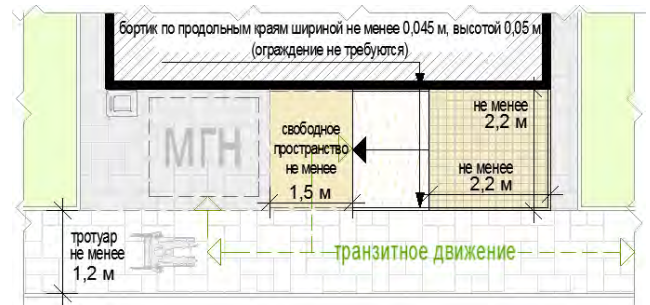 бортик по продольным краям шириной не менее 0,045 м, высотой 0,05 м
(ограждение не требуются)
не менее
2,2 м
МГН
свободное
пространство
не менее
1,5 м
не менее
2,2 м
тротуар
не менее
1,2 м
транзитное движение